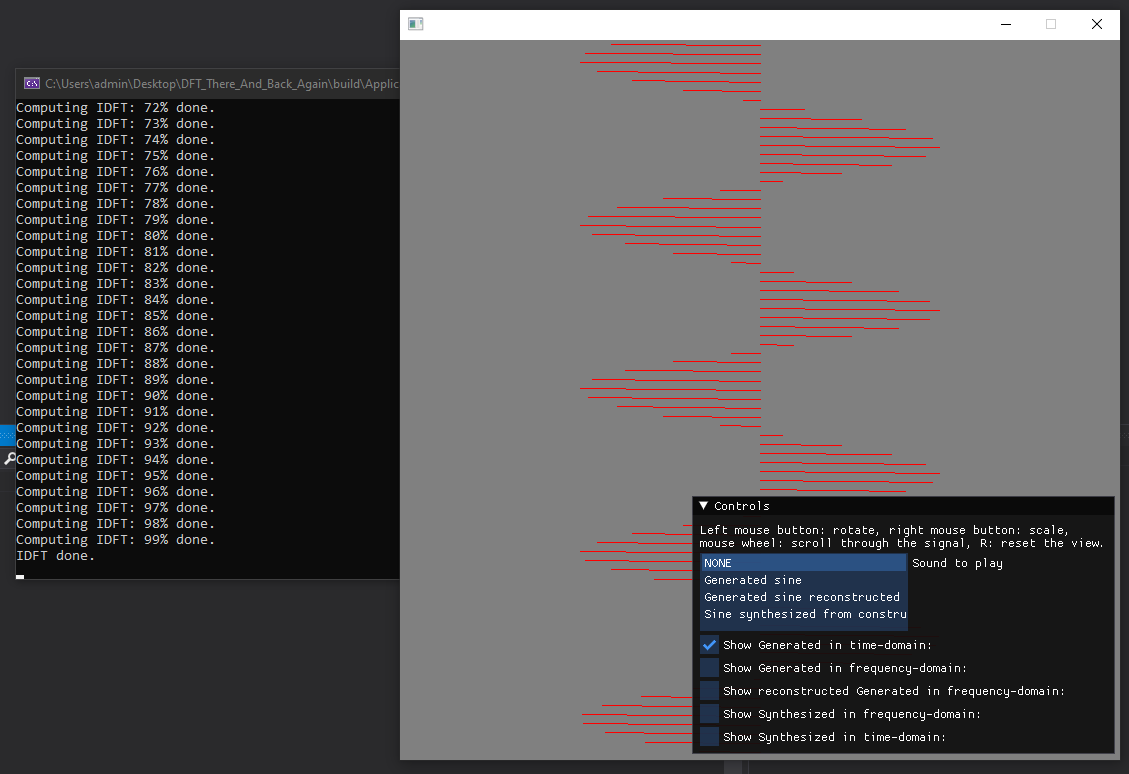 C:\Users\admin\Desktop\DFT_There_And_Back_Again\build\Applic
Computing IDFT: 72% done.
Computing IDFT: 73% done.
Computing IDFT: 74% done.
Computing IDFT: 75% done.
Computing IDFT: 76% done.
Computing IDFT: 77% done.
Computing IDFT: 78% done.
Computing IDFT: 79% done.
Computing IDFT: 80% done.
Computing IDFT: 81% done.
Computing IDFT: 82% done.
Computing IDFT: 83% done.
Computing IDFT: 84% done.
Computing IDFT: 85% done.
Computing IDFT: 86% done.
Computing IDFT: 87% done.
Computing IDFT: 88% done.
Computing IDFT: 89% done.
Computing IDFT: 90% done.
Computing IDFT: 91% done.
Computing IDFT: 92% done.
Computing IDFT: 93% done.
Computing IDFT: 94% done.
Computing IDFT: 95% done.
Computing IDFT: 96% done.
Computing IDFT: 97% done.
Computing IDFT: 98% done.
Computing IDFT: 99% done.
IDFT done.
Controls
Left mouse button: rotate, right mouse button: scale,
mouse wheel: scroll through the signal, R: reset the view.
NONE
Sound to play
Generated sine
Generated sine reconstructed
Sine synthesized from constru
Show Generated in time-domain:
Show Generated in frequency-domain:
Show reconstructed Generated in frequency-domain:
Show Synthesized in frequency-domain:
Show Synthesized in time-domain: